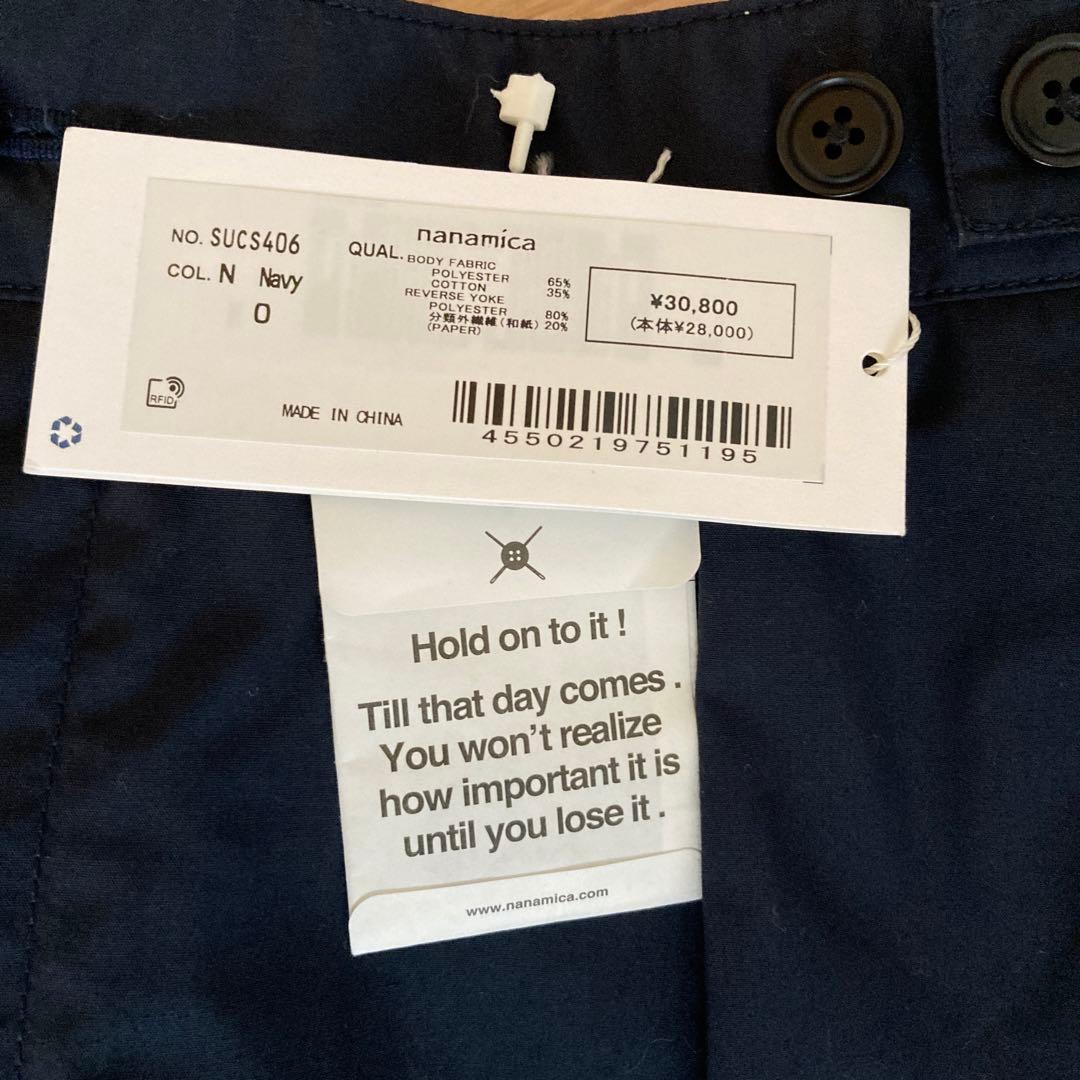 nanamica
NO. SUCS406
COL. N Navy
0
QUAL. BODY FABRIC
POLYESTER 65%
COTTON 35%
REVERSE YOKE
POLYESTER 80%
分類外繊維(和紙) 20%
(PAPER)
¥30,800
(本体¥28,000)
RFID
MADE IN CHINA
4550219751195
Hold on to it !
Till that day comes .
You won't realize
how important it is
until you lose it .
www.nanamica.com